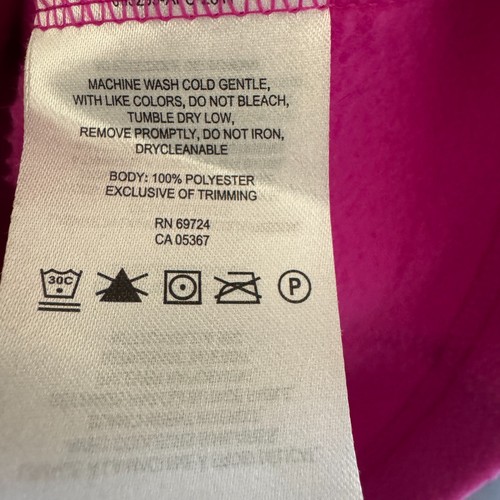 MACHINE WASH COLD GENTLE,
WITH LIKE COLORS, DO NOT BLEACH,
TUMBLE DRY LOW,
REMOVE PROMPTLY, DO NOT IRON,
DRYCLEANABLE
BODY: 100% POLYESTER
EXCLUSIVE OF TRIMMING
RN 69724
CA 05367
30C
P